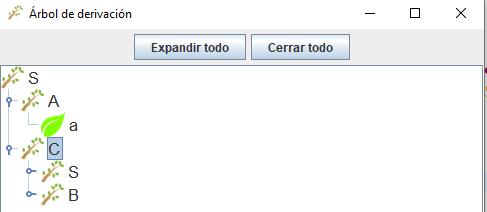 Árbol de derivación
Expandir todo Cerrar todo
S
A
a
C
S
B